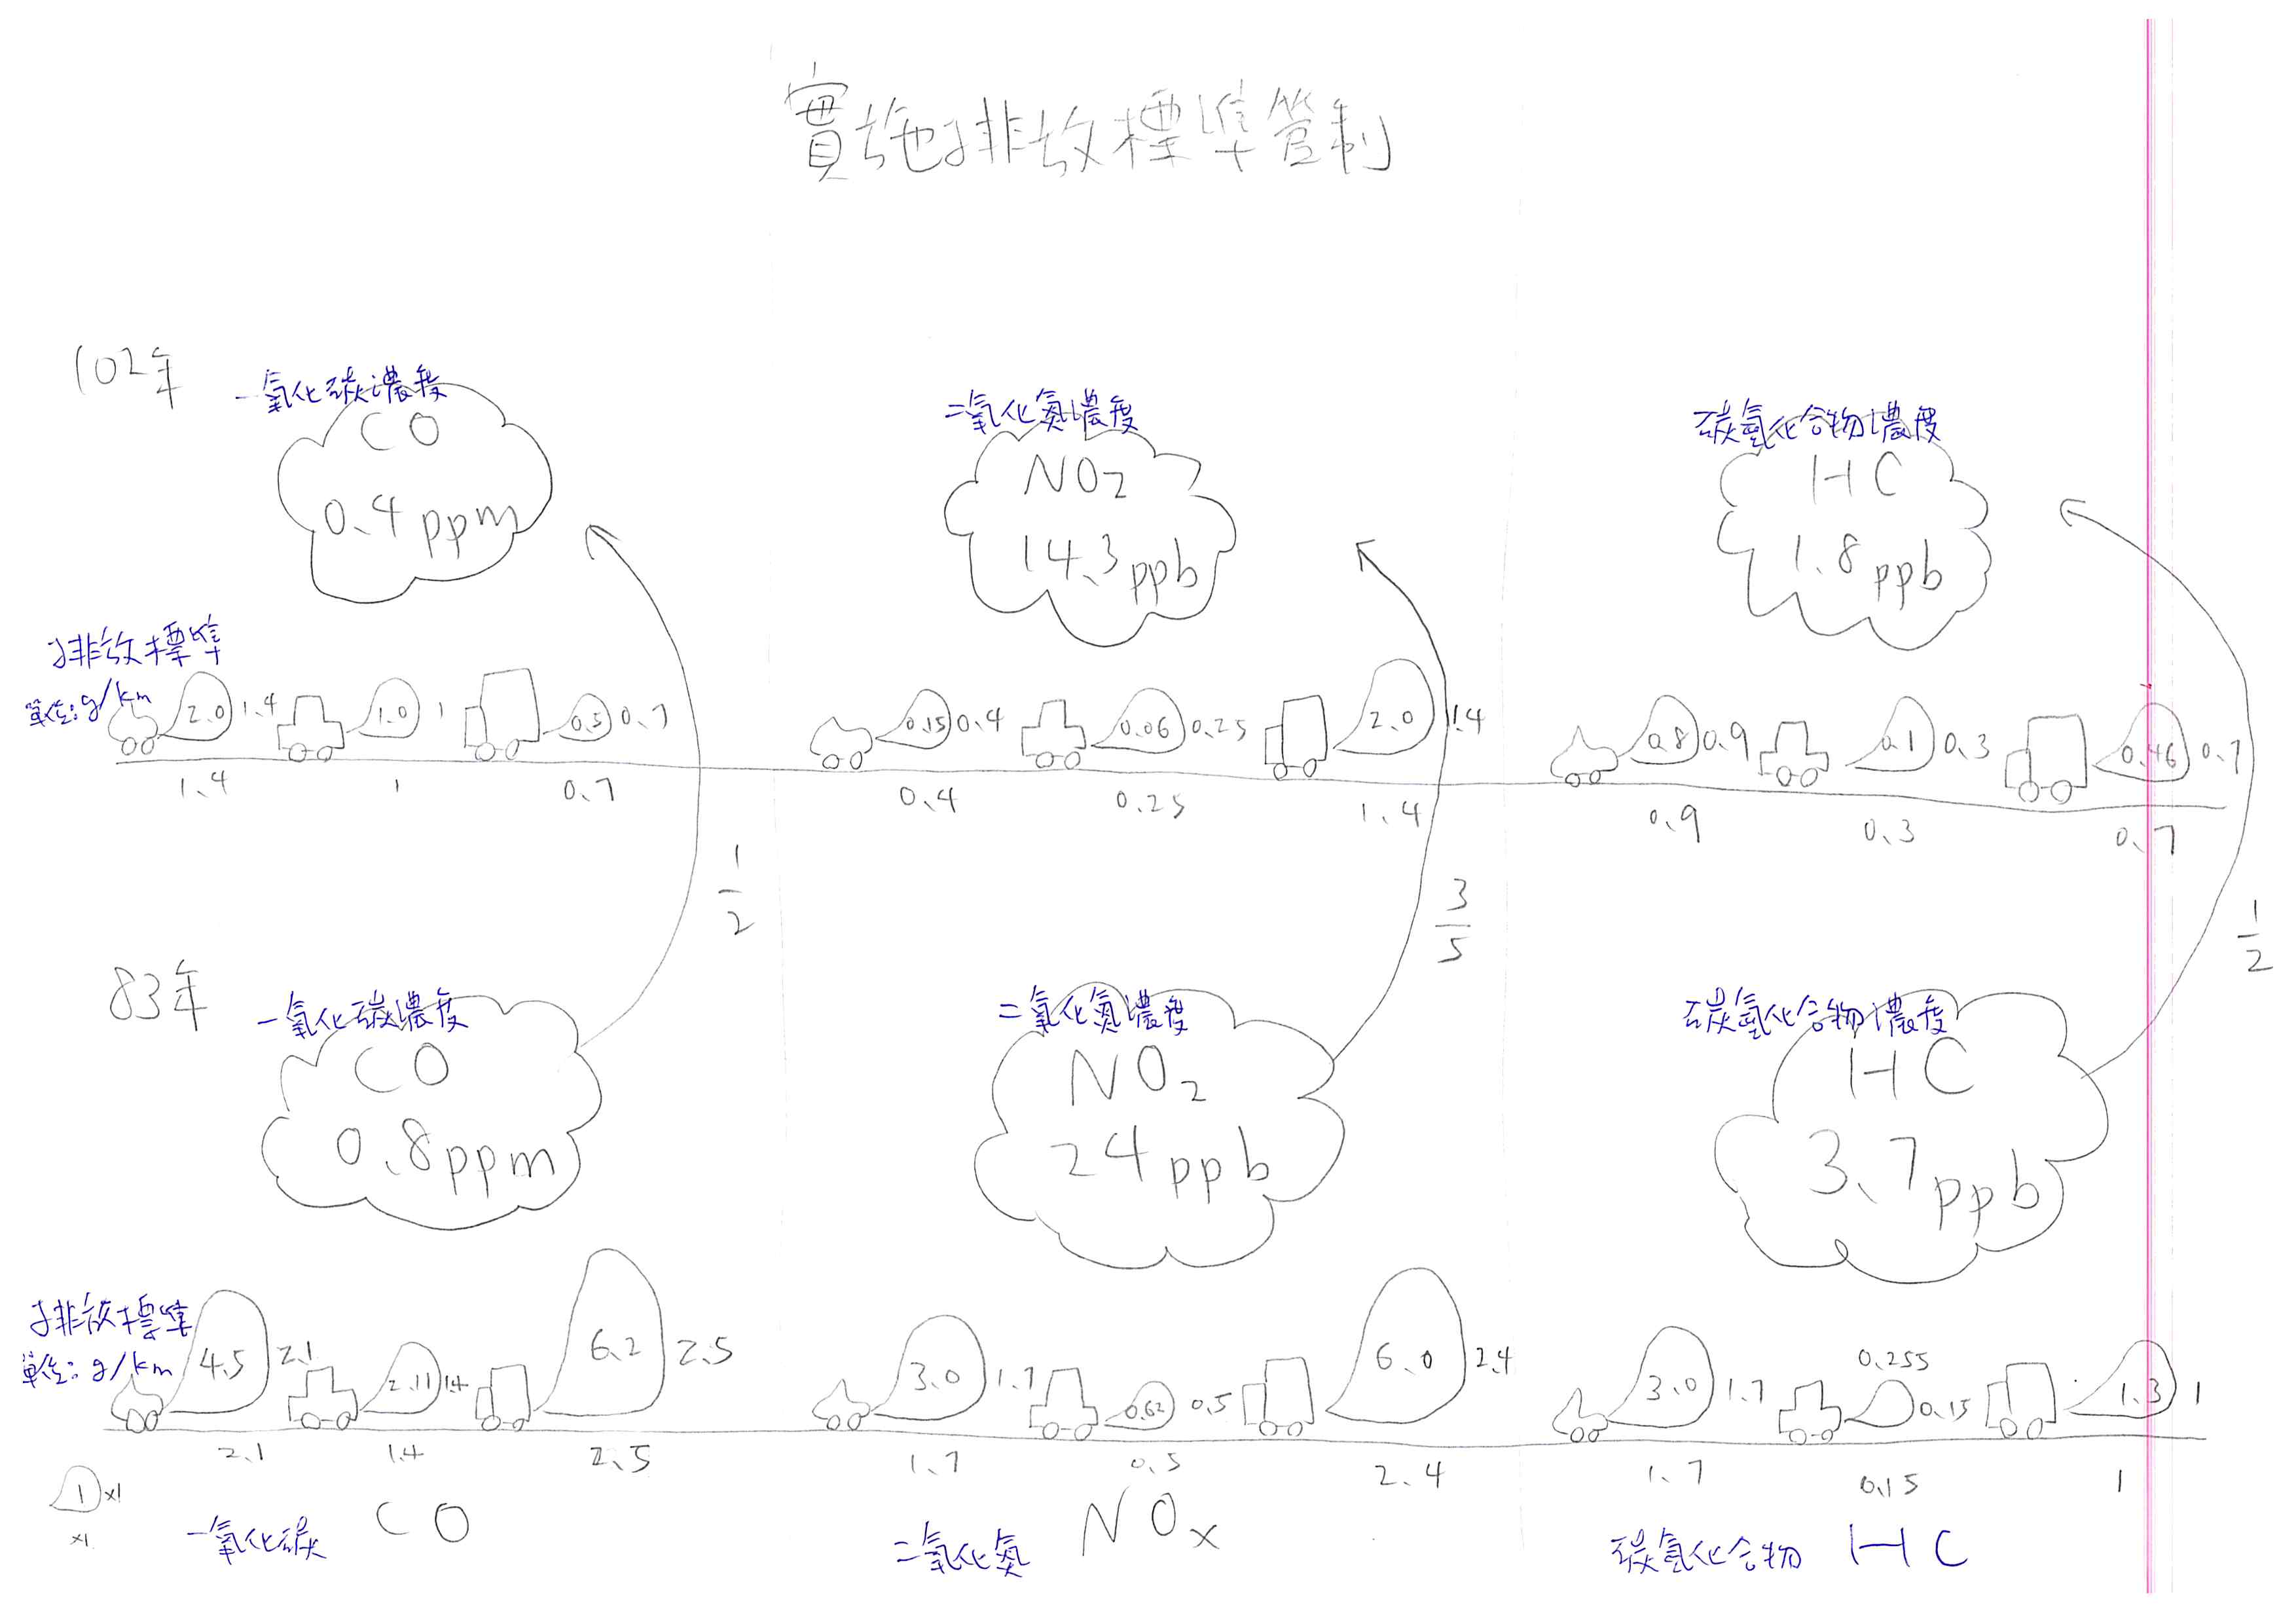 實施排放標準管制
102年
一氧化碳濃度
CO
0.4 ppm
二氧化氮濃度
NO2
14.3 ppb
碳氫化合物濃度
HC
1.8 ppb
排放標準
單位:g/km
2.0 1.4 1.0 1 0.5 0.7
0.15 0.4 0.06 0.25 2.0 1.4
0.8 0.9 0.1 0.3 0.46 0.7
1.4 1 0.7
0.4 0.25 1.4
0.9 0.3 0.7
1/2
3/5
1/2
83年
一氧化碳濃度
CO
0.8ppm
二氧化氮濃度
NO2
24 ppb
碳氫化合物濃度
HC
3.7 ppb
排放標準
單位:g/km
4.5 2.1 2.11 1.4 6.2 2.5
3.0 1.7 0.62 0.5 6.0 2.4
3.0 1.7 0.255 0.15 1.3 1
2.1 1.4 2.5
1.7 0.5 2.4
1.7 0.15 1
1 x1
x1
一氧化碳 CO
二氧化氮 NOx
碳氫化合物 HC